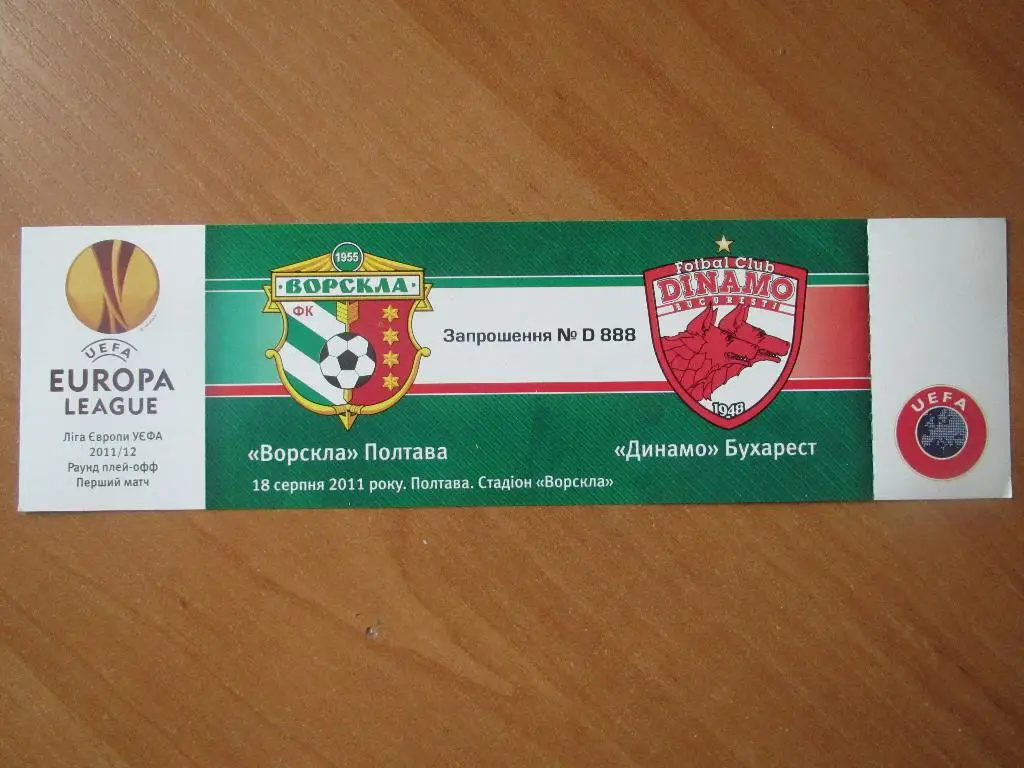 UEFA
EUROPA
LEAGUE
Ліга Європи УЄФА
2011/12
Раунд плей-офф
Перший матч
1955
ВОРСКЛА
ФК
«Ворскла» Полтава
Запрошення № D 888
Fotbal Club
DINAMO
BUCURESTI
1948
«Динамо» Бухарест
18 серпня 2011 року. Полтава. Стадіон «Ворскла»
UEFA